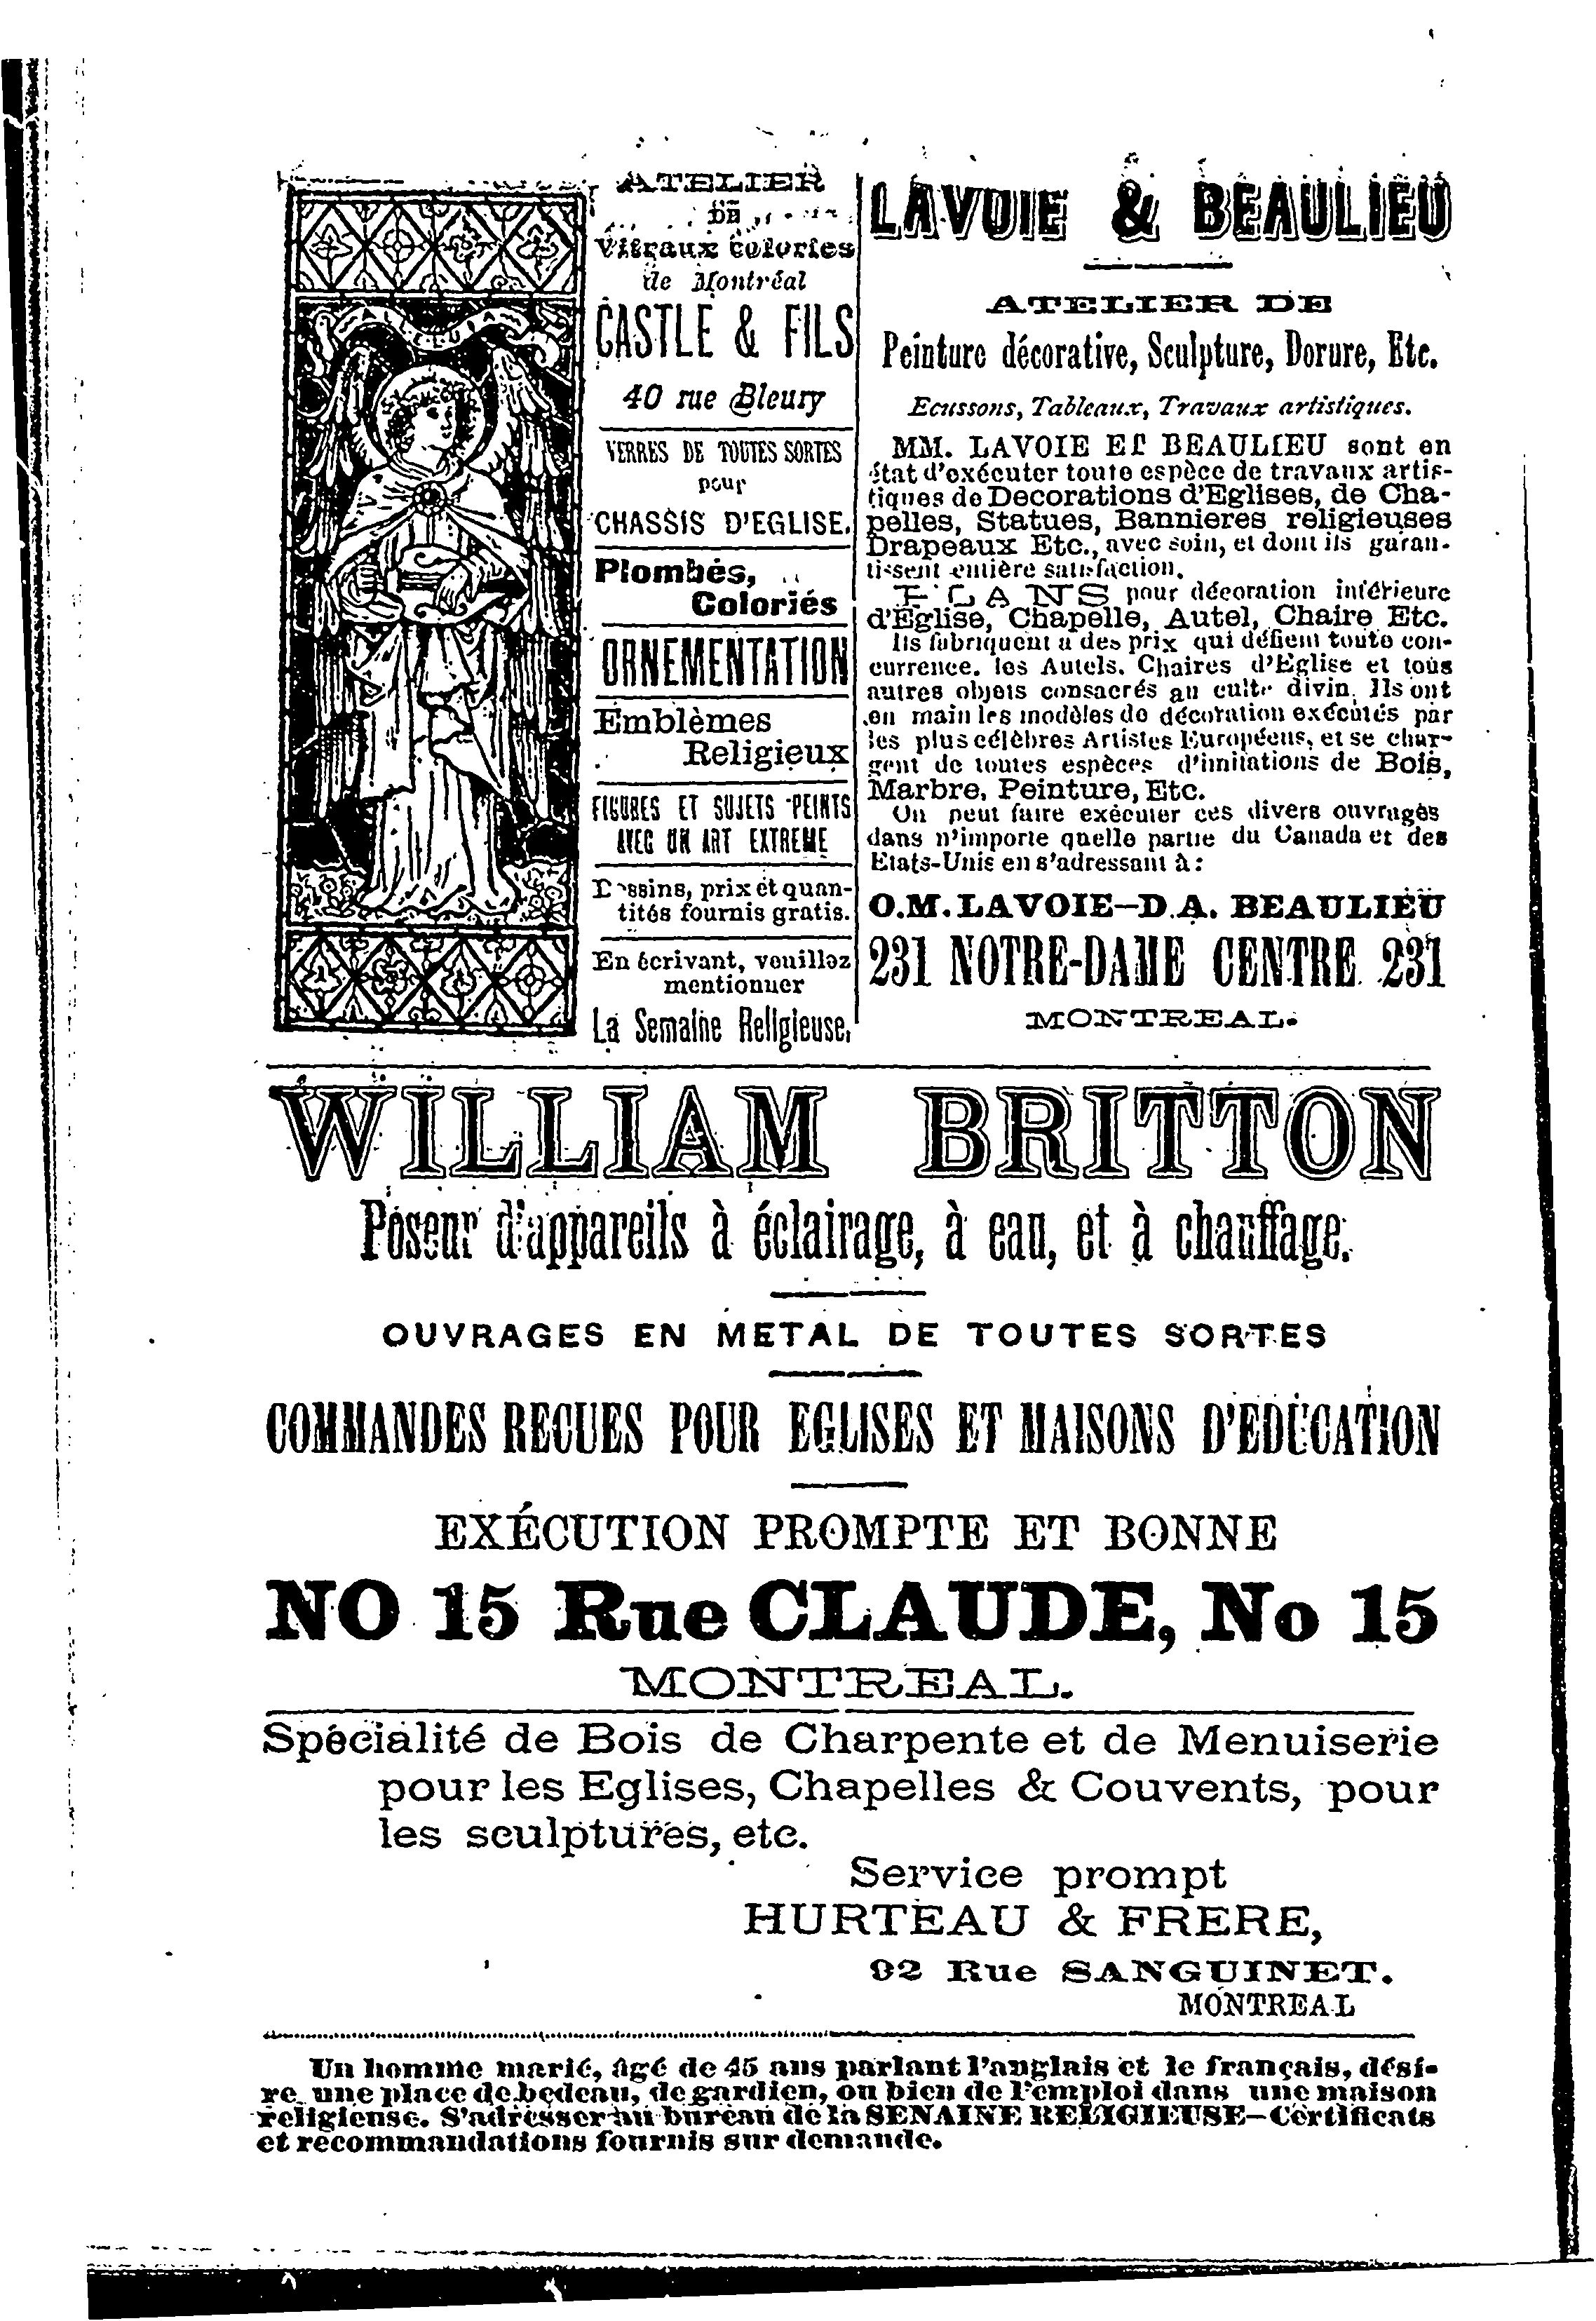 ATELIER
DE
Vitraux coloriés
de Montréal
CASTLE & FILS
40 rue Bleury
VERRES DE TOUTES SORTES
pour
CHASSIS D'EGLISE.
Plombés,
Coloriés
ORNEMENTATION
Emblèmes
Religieux
FIGURES ET SUJETS PEINTS
AVEC UN ART EXTREME
Dessins, prix et quan-
tités fournis gratis.
En écrivant, veuillez
mentionner
La Semaine Religieuse,
LAVOIE & BEAULIEU
ATELIER DE
Peinture décorative, Sculpture, Dorure, Etc.
Ecussons, Tableaux, Travaux artistiques.
MM. LAVOIE ET BEAULIEU sont en
état d'exécuter toute espèce de travaux artis-
tiques de Decorations d'Eglises, de Cha-
pelles, Statues, Bannieres religieuses
Drapeaux Etc., avec soin, et dont ils garan-
tissent entière satisfaction.
PLANS pour décoration intérieure
d'Eglise, Chapelle, Autel, Chaire Etc.
Ils fabriquent a des prix qui défient toute con-
currence, les Autels, Chaires d'Eglise et tous
autres objets consacrés au culte divin. Ils ont
en main les modèles de décoration exécutés par
les plus célèbres Artistes Européens, et se char-
gent de toutes espèces d'imitations de Bois,
Marbre, Peinture, Etc.
On peut faire exécuter ces divers ouvrages
dans n'importe quelle partie du Canada et des
Etats-Unis en s'adressant à:
O.M. LAVOIE—D.A. BEAULIEU
231 NOTRE-DAME CENTRE 231
MONTREAL.
WILLIAM BRITTON
Poseur d'appareils à éclairage, à eau, et à chauffage.
OUVRAGES EN METAL DE TOUTES SORTES
COMMANDES RECUES POUR EGLISES ET MAISONS D'EDUCATION
EXÉCUTION PROMPTE ET BONNE
NO 15 Rue CLAUDE, No 15
MONTREAL.
Spécialité de Bois de Charpente et de Menuiserie
pour les Eglises, Chapelles & Couvents, pour
les sculptures, etc.
Service prompt
HURTEAU & FRERE,
92 Rue SANGUINET.
MONTREAL
Un homme marié, âgé de 45 ans parlant l'anglais et le français, dési-
re une place de bedeau, de gardien, ou bien de l'emploi dans une maison
religieuse. S'adresser au bureau de la SENAINE RELIGIEUSE—Certificats
et recommandations fournis sur demande.